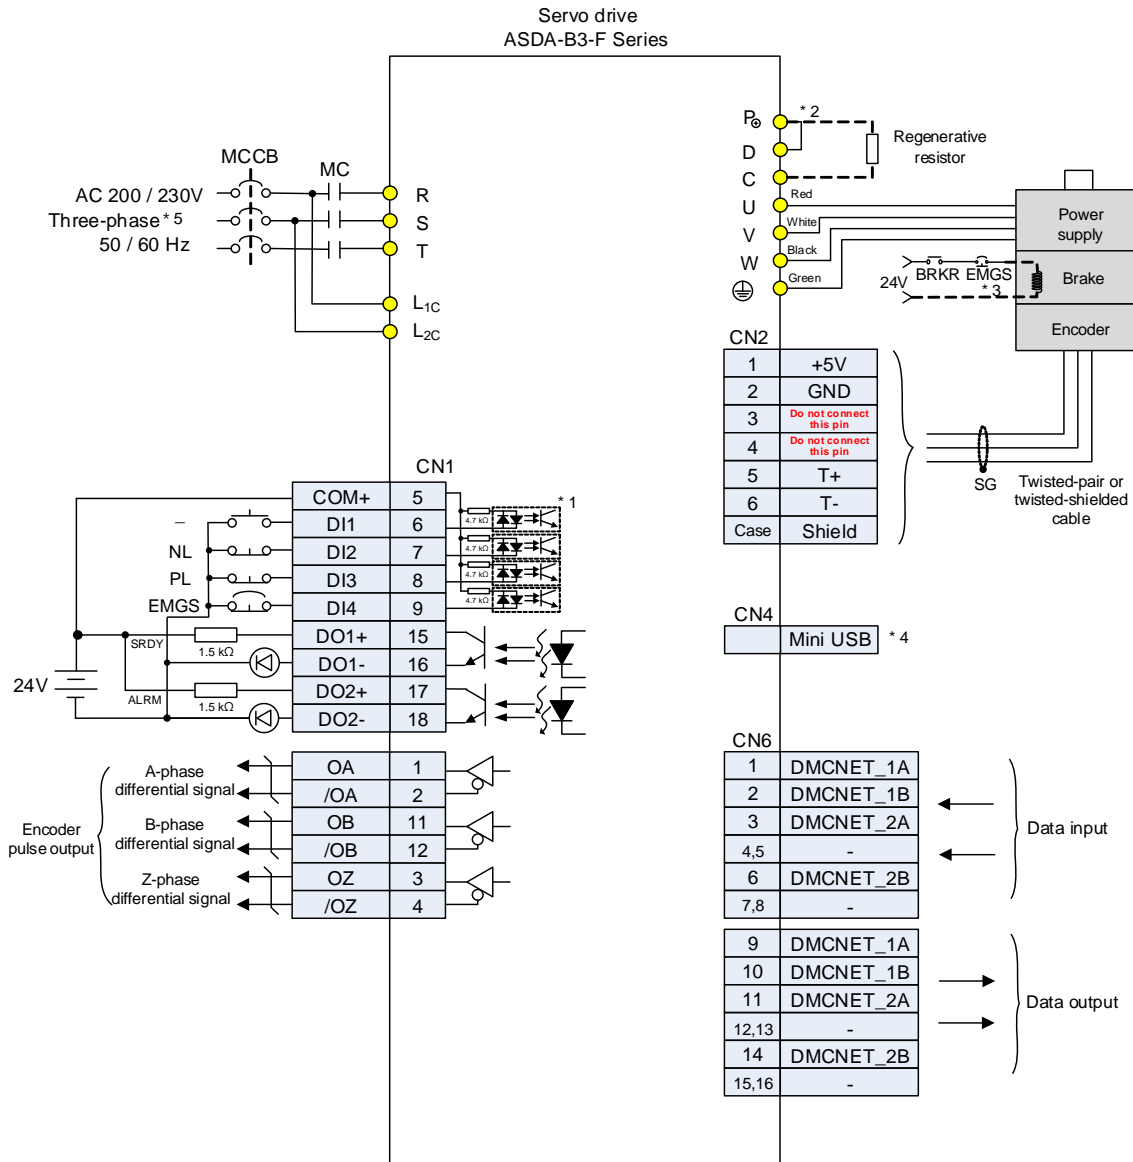 Servo drive
ASDA-B3-F Series
MCCB
MC
AC 200 / 230V
Three-phase * 5
50 / 60 Hz
R
S
T
L1C
L2C
P⊕
* 2
D
C
Regenerative
resistor
U
Red
V
White
W
Black
Green
Power
supply
24V
BRKR
EMGS
* 3
Brake
Encoder
CN2
1 +5V
2 GND
3 Do not connect
this pin
4 Do not connect
this pin
5 T+
6 T-
Case Shield
SG
Twisted-pair or
twisted-shielded
cable
CN1
COM+ 5
– DI1 6
NL DI2 7
PL DI3 8
EMGS DI4 9
4.7 kΩ
4.7 kΩ
4.7 kΩ
4.7 kΩ
* 1
SRDY
1.5 kΩ
DO1+ 15
DO1- 16
24V
ALRM
1.5 kΩ
DO2+ 17
DO2- 18
CN4
Mini USB
* 4
Encoder
pulse output
A-phase
differential signal
OA 1
/OA 2
B-phase
differential signal
OB 11
/OB 12
Z-phase
differential signal
OZ 3
/OZ 4
CN6
1 DMCNET_1A
2 DMCNET_1B
3 DMCNET_2A
4,5 -
6 DMCNET_2B
7,8 -
Data input
9 DMCNET_1A
10 DMCNET_1B
11 DMCNET_2A
12,13 -
14 DMCNET_2B
15,16 -
Data output